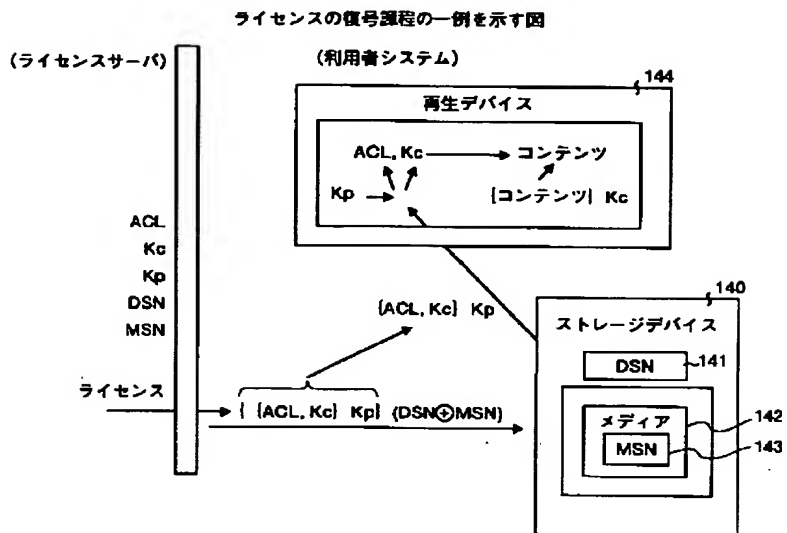 ライセンスの復号課程の一例を示す図
(ライセンスサーバ)
(利用者システム)
144
再生デバイス
ACL, Kc
コンテンツ
Kp
{コンテンツ} Kc
ACL
Kc
Kp
DSN
MSN
{ACL, Kc} Kp
140
ストレージデバイス
DSN
141
ライセンス
{ {ACL, Kc} Kp} (DSN⊕MSN)
メディア
142
MSN
143